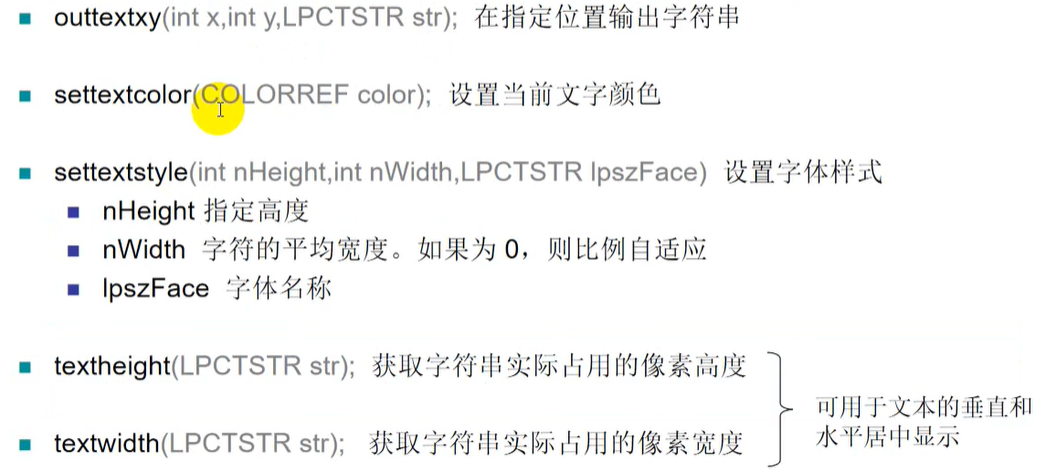 outtextxy(int x,int y,LPCTSTR str); 在指定位置输出字符串
settextcolor(COLORREF color); 设置当前文字颜色
settextstyle(int nHeight,int nWidth,LPCTSTR lpszFace) 设置字体样式
nHeight 指定高度
nWidth 字符的平均宽度。如果为 0，则比例自适应
lpszFace 字体名称
textheight(LPCTSTR str); 获取字符串实际占用的像素高度
textwidth(LPCTSTR str); 获取字符串实际占用的像素宽度
可用于文本的垂直和
水平居中显示